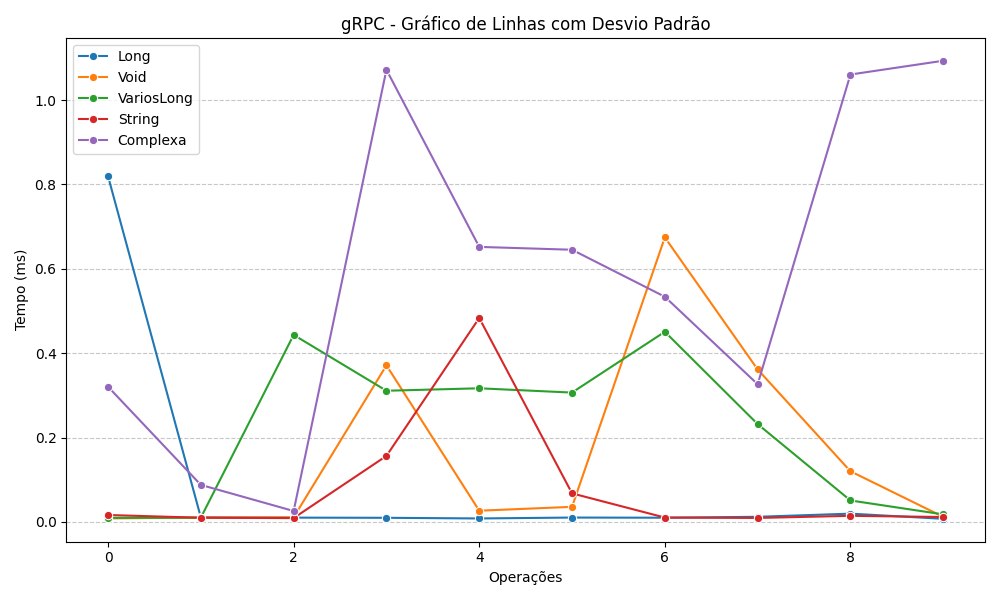 gRPC - Gráfico de Linhas com Desvio Padrão
Long
Void
VariosLong
String
Complexa
Tempo (ms)
1.0
0.8
0.6
0.4
0.2
0.0
0 2 4 6 8
Operações